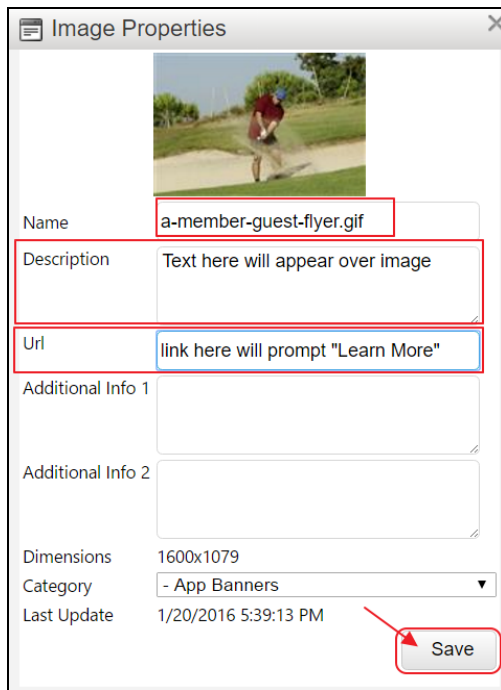 Image Properties
Name a-member-guest-flyer.gif
Description Text here will appear over image
Url link here will prompt "Learn More"
Additional Info 1
Additional Info 2
Dimensions 1600x1079
Category - App Banners
Last Update 1/20/2016 5:39:13 PM
Save